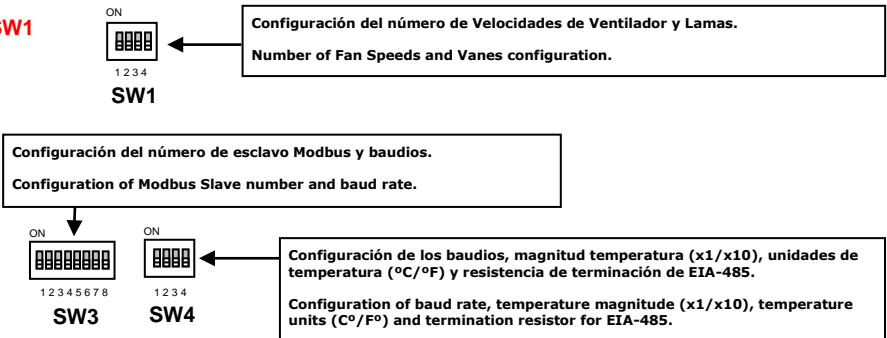 SW1
ON
1 2 3 4
SW1
Configuración del número de Velocidades de Ventilador y Lamas.
Number of Fan Speeds and Vanes configuration.
Configuración del número de esclavo Modbus y baudios.
Configuration of Modbus Slave number and baud rate.
ON
1 2 3 4 5 6 7 8
SW3
ON
1 2 3 4
SW4
Configuración de los baudios, magnitud temperatura (x1/x10), unidades de
temperatura (ºC/ºF) y resistencia de terminación de EIA-485.
Configuration of baud rate, temperature magnitude (x1/x10), temperature
units (Cº/Fº) and termination resistor for EIA-485.